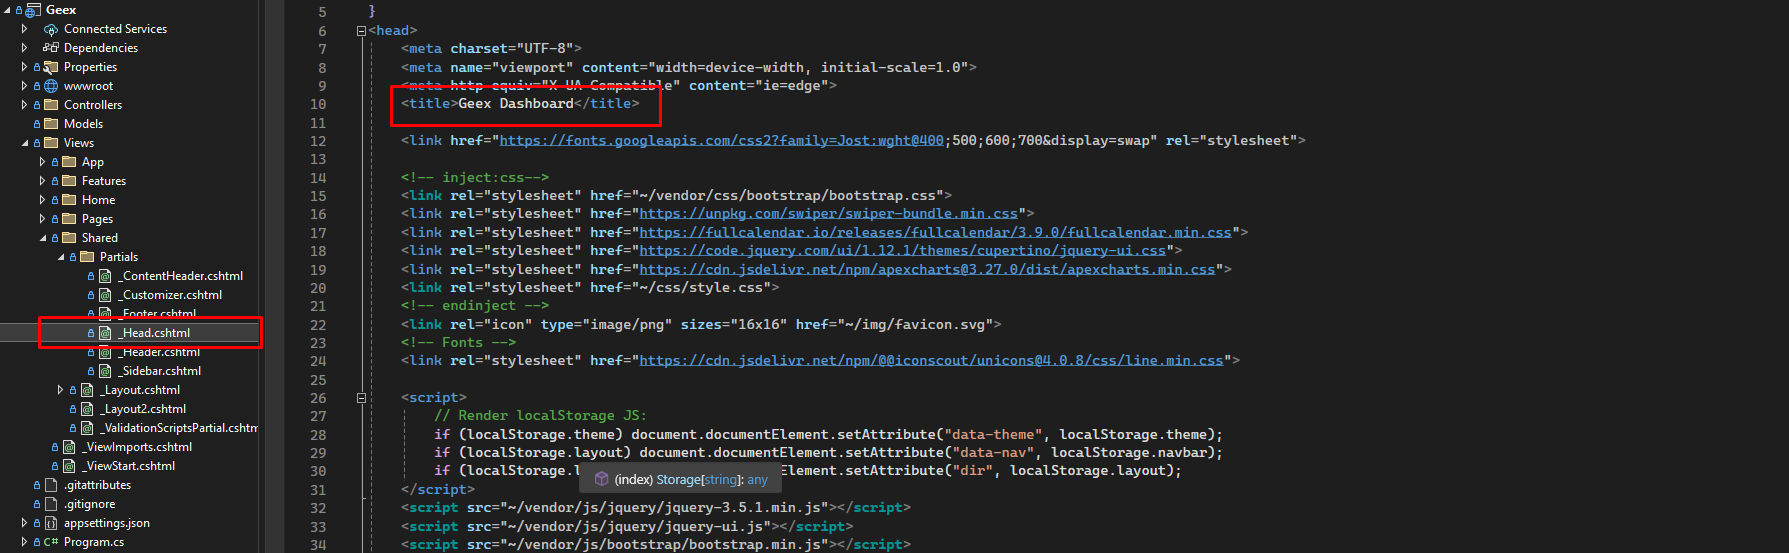 Geex
Connected Services
Dependencies
Properties
wwwroot
Controllers
Models
Views
App
Features
Home
Pages
Shared
Partials
_ContentHeader.cshtml
_Customizer.cshtml
_Footer.cshtml
_Head.cshtml
_Header.cshtml
_Sidebar.cshtml
_Layout.cshtml
_Layout2.cshtml
_ValidationScriptsPartial.cshtm
_ViewImports.cshtml
_ViewStart.cshtml
.gitattributes
.gitignore
appsettings.json
C# Program.cs
5 }
6 <head>
7 <meta charset="UTF-8">
8 <meta name="viewport" content="width=device-width, initial-scale=1.0">
9 <meta http-equiv="X-UA-Compatible" content="ie=edge">
10 <title>Geex Dashboard</title>
11
12 <link href="https://fonts.googleapis.com/css2?family=Jost:wght@400;500;600;700&display=swap" rel="stylesheet">
13
14 <!-- inject:css-->
15 <link rel="stylesheet" href="~/vendor/css/bootstrap/bootstrap.css">
16 <link rel="stylesheet" href="https://unpkg.com/swiper/swiper-bundle.min.css">
17 <link rel="stylesheet" href="https://fullcalendar.io/releases/fullcalendar/3.9.0/fullcalendar.min.css">
18 <link rel="stylesheet" href="https://code.jquery.com/ui/1.12.1/themes/cupertino/jquery-ui.css">
19 <link rel="stylesheet" href="https://cdn.jsdelivr.net/npm/apexcharts@3.27.0/dist/apexcharts.min.css">
20 <link rel="stylesheet" href="~/css/style.css">
21 <!-- endinject -->
22 <link rel="icon" type="image/png" sizes="16x16" href="~/img/favicon.svg">
23 <!-- Fonts -->
24 <link rel="stylesheet" href="https://cdn.jsdelivr.net/npm/@@iconscout/unicons@4.0.8/css/line.min.css">
25
26 <script>
27 // Render localStorage JS:
28 if (localStorage.theme) document.documentElement.setAttribute("data-theme", localStorage.theme);
29 if (localStorage.layout) document.documentElement.setAttribute("data-nav", localStorage.navbar);
30 if (localStorage.l Element.setAttribute("dir", localStorage.layout);
(index) Storage[string]: any
31 </script>
32 <script src="~/vendor/js/jquery/jquery-3.5.1.min.js"></script>
33 <script src="~/vendor/js/jquery/jquery-ui.js"></script>
34 <script src="~/vendor/js/bootstrap/bootstrap.min.js"></script>